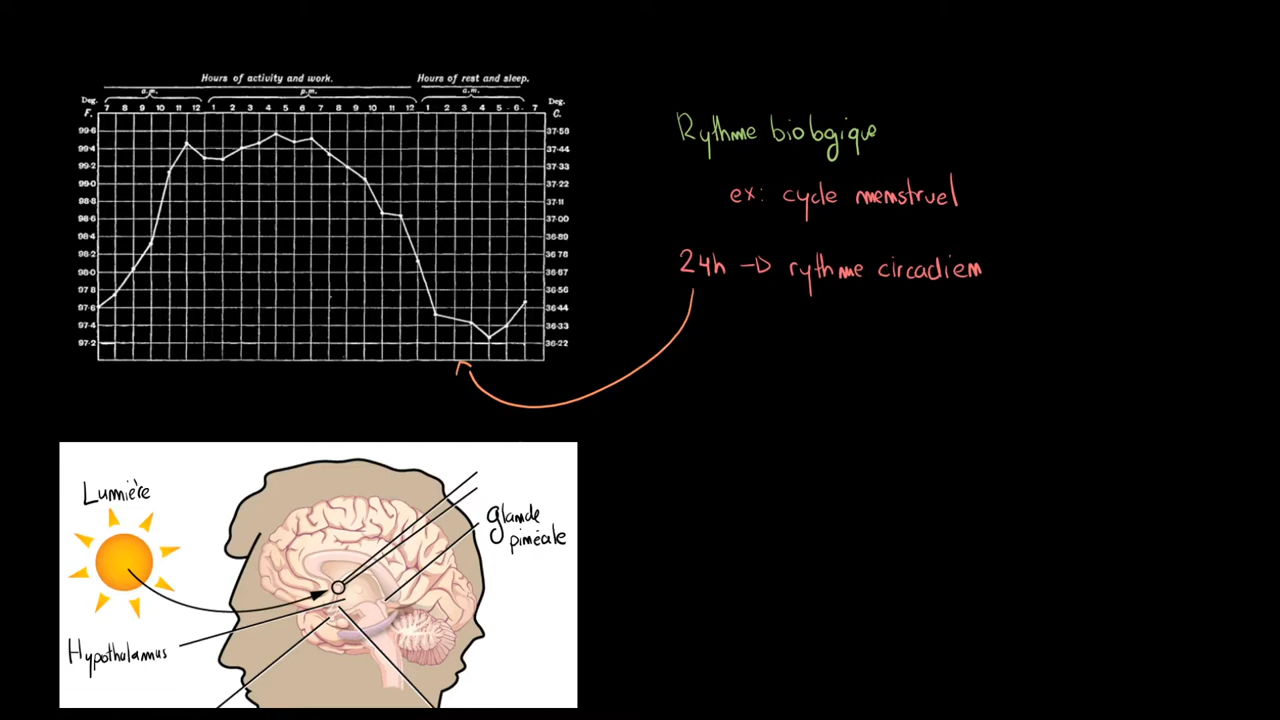 Hours of activity and work. Hours of rest and sleep.
a.m. p.m. a.m.
Deg. 7 8 9 10 11 12 1 2 3 4 5 6 7 8 9 10 11 12 1 2 3 4 5 6 7 Deg.
F. C.
99·6 37·58
99·4 37·44
99·2 37·33
99·0 37·22
98·8 37·11
98·6 37·00
98·4 36·89
98·2 36·78
98·0 36·67
97·8 36·56
97·6 36·44
97·4 36·33
97·2 36·22
Rythme biologique
ex: cycle menstruel
24h → rythme circadien
Lumière
glande
pinéale
Hypothalamus